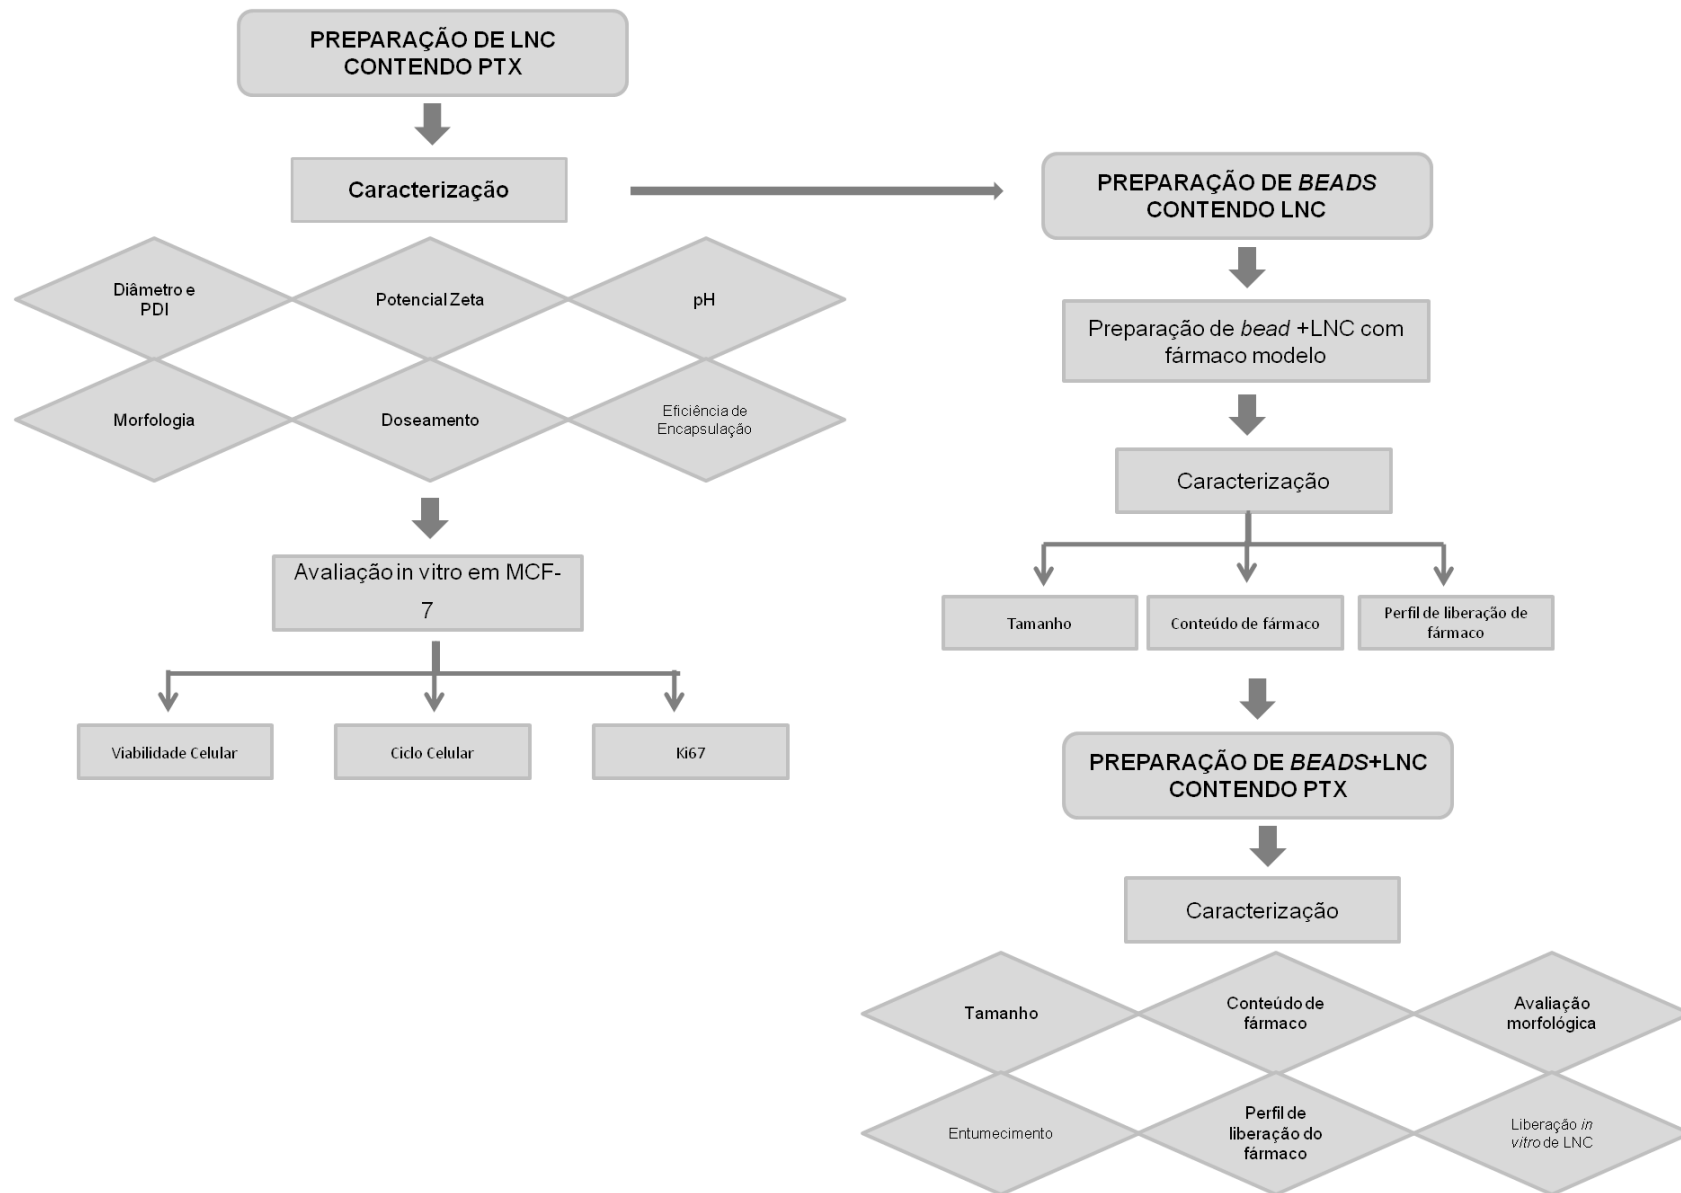 PREPARAÇÃO DE LNC
CONTENDO PTX
Caracterização
Diâmetro e
PDI
Potencial Zeta
pH
Morfologia
Doseamento
Eficiência de
Encapsulação
Avaliação in vitro em MCF-
7
Viabilidade Celular
Ciclo Celular
Ki67
PREPARAÇÃO DE BEADS
CONTENDO LNC
Preparação de bead +LNC com
fármaco modelo
Caracterização
Tamanho
Conteúdo de fármaco
Perfil de liberação de
fármaco
PREPARAÇÃO DE BEADS+LNC
CONTENDO PTX
Caracterização
Tamanho
Conteúdo de
fármaco
Avaliação
morfológica
Entumecimento
Perfil de
liberação do
fármaco
Liberação in
vitro de LNC